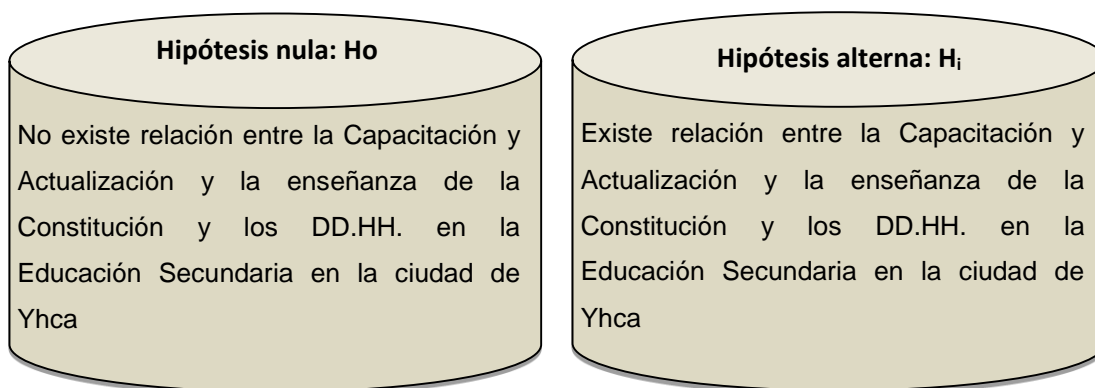 Hipótesis nula: Ho
No existe relación entre la Capacitación y
Actualización y la enseñanza de la
Constitución y los DD.HH. en la
Educación Secundaria en la ciudad de
Yhca
Hipótesis alterna: Hi
Existe relación entre la Capacitación y
Actualización y la enseñanza de la
Constitución y los DD.HH. en la
Educación Secundaria en la ciudad de
Yhca